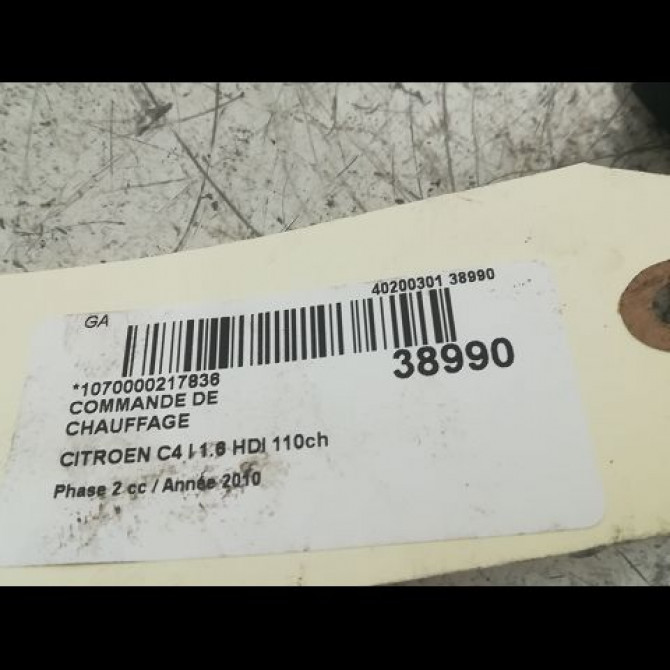 40200301 38990
GA
38990
*1070000217836
COMMANDE DE
CHAUFFAGE
CITROEN C4 I 1.6 HDI 110ch
Phase 2 cc / Année 2010